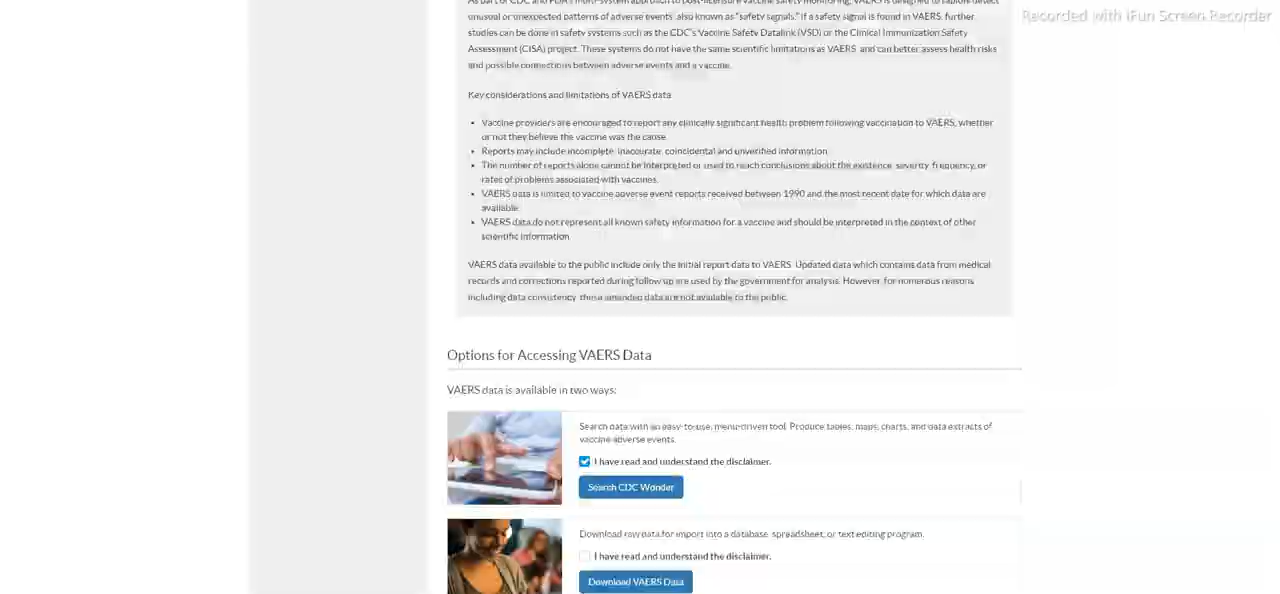 As part of CDC and FDA's multi-system approach to post-licensure vaccine safety monitoring, VAERS is designed to rapidly detect
Recorded with iFun Screen Recorder
unusual or unexpected patterns of adverse events, also known as "safety signals." If a safety signal is found in VAERS, further
studies can be done in safety systems such as the CDC's Vaccine Safety Datalink (VSD) or the Clinical Immunization Safety
Assessment (CISA) project. These systems do not have the same scientific limitations as VAERS, and can better assess health risks
and possible connections between adverse events and a vaccine.
Key considerations and limitations of VAERS data:
• Vaccine providers are encouraged to report any clinically significant health problem following vaccination to VAERS, whether
or not they believe the vaccine was the cause.
• Reports may include incomplete, inaccurate, coincidental and unverified information.
• The number of reports alone cannot be interpreted or used to reach conclusions about the existence, severity, frequency, or
rates of problems associated with vaccines.
• VAERS data is limited to vaccine adverse event reports received between 1990 and the most recent date for which data are
available.
• VAERS data do not represent all known safety information for a vaccine and should be interpreted in the context of other
scientific information.
VAERS data available to the public include only the initial report data to VAERS. Updated data which contains data from medical
records and corrections reported during follow up are used by the government for analysis. However, for numerous reasons
including data consistency, these amended data are not available to the public.
Options for Accessing VAERS Data
VAERS data is available in two ways:
Search data with an easy-to-use, menu-driven tool. Produce tables, maps, charts, and data extracts of
vaccine adverse events.
I have read and understand the disclaimer.
Search CDC Wonder
Download raw data for import into a database, spreadsheet, or text editing program.
I have read and understand the disclaimer.
Download VAERS Data